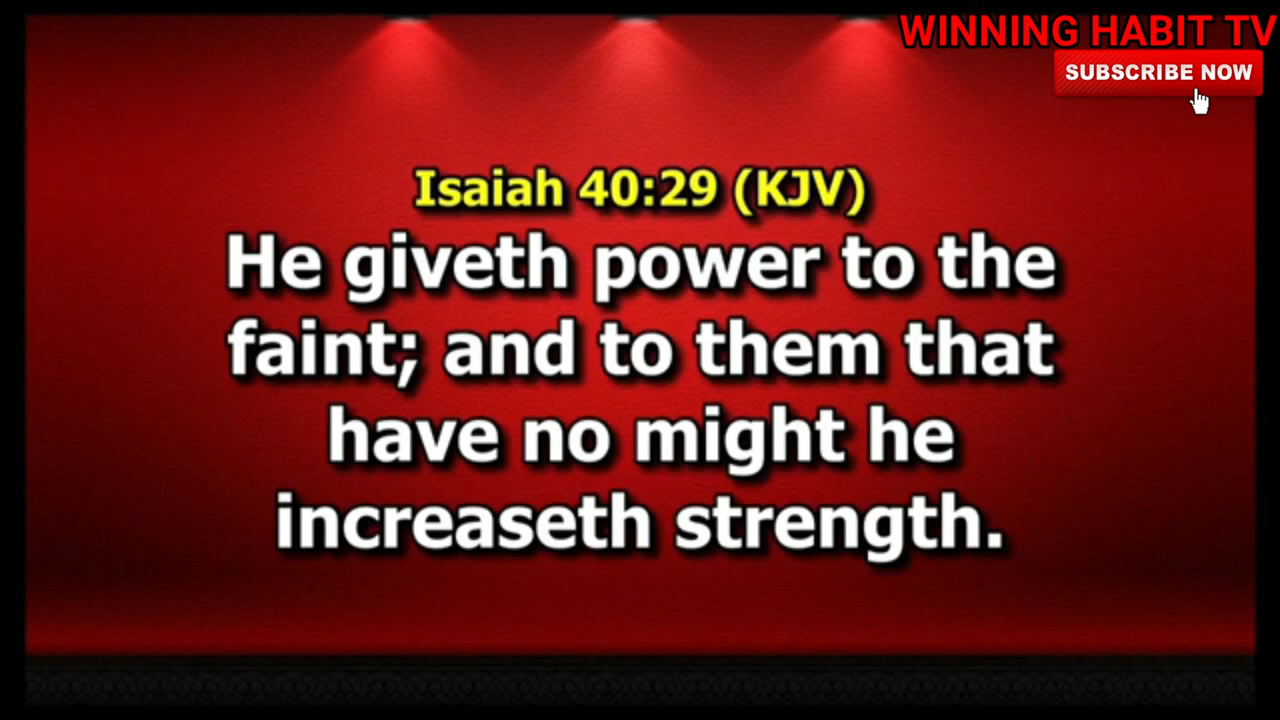 WINNING HABIT TV
SUBSCRIBE NOW
Isaiah 40:29 (KJV)
He giveth power to the
faint; and to them that
have no might he
increaseth strength.